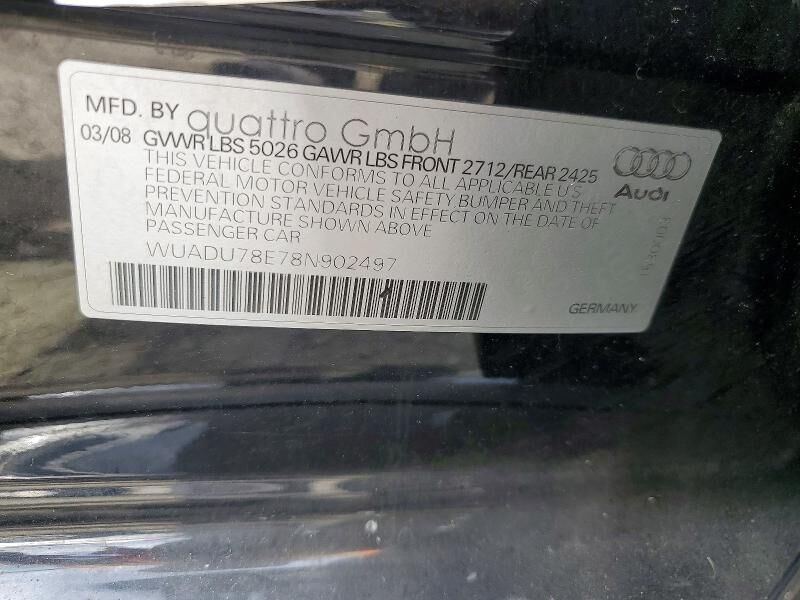 MFD. BY quattro GmbH
03/08 GVWR LBS 5026 GAWR LBS FRONT 2712/REAR 2425
THIS VEHICLE CONFORMS TO ALL APPLICABLE U.S.
FEDERAL MOTOR VEHICLE SAFETY BUMPER AND THEFT
PREVENTION STANDARDS IN EFFECT ON THE DATE OF
MANUFACTURE SHOWN ABOVE
PASSENGER CAR
WUADU78E78N902497
Audi
GERMANY